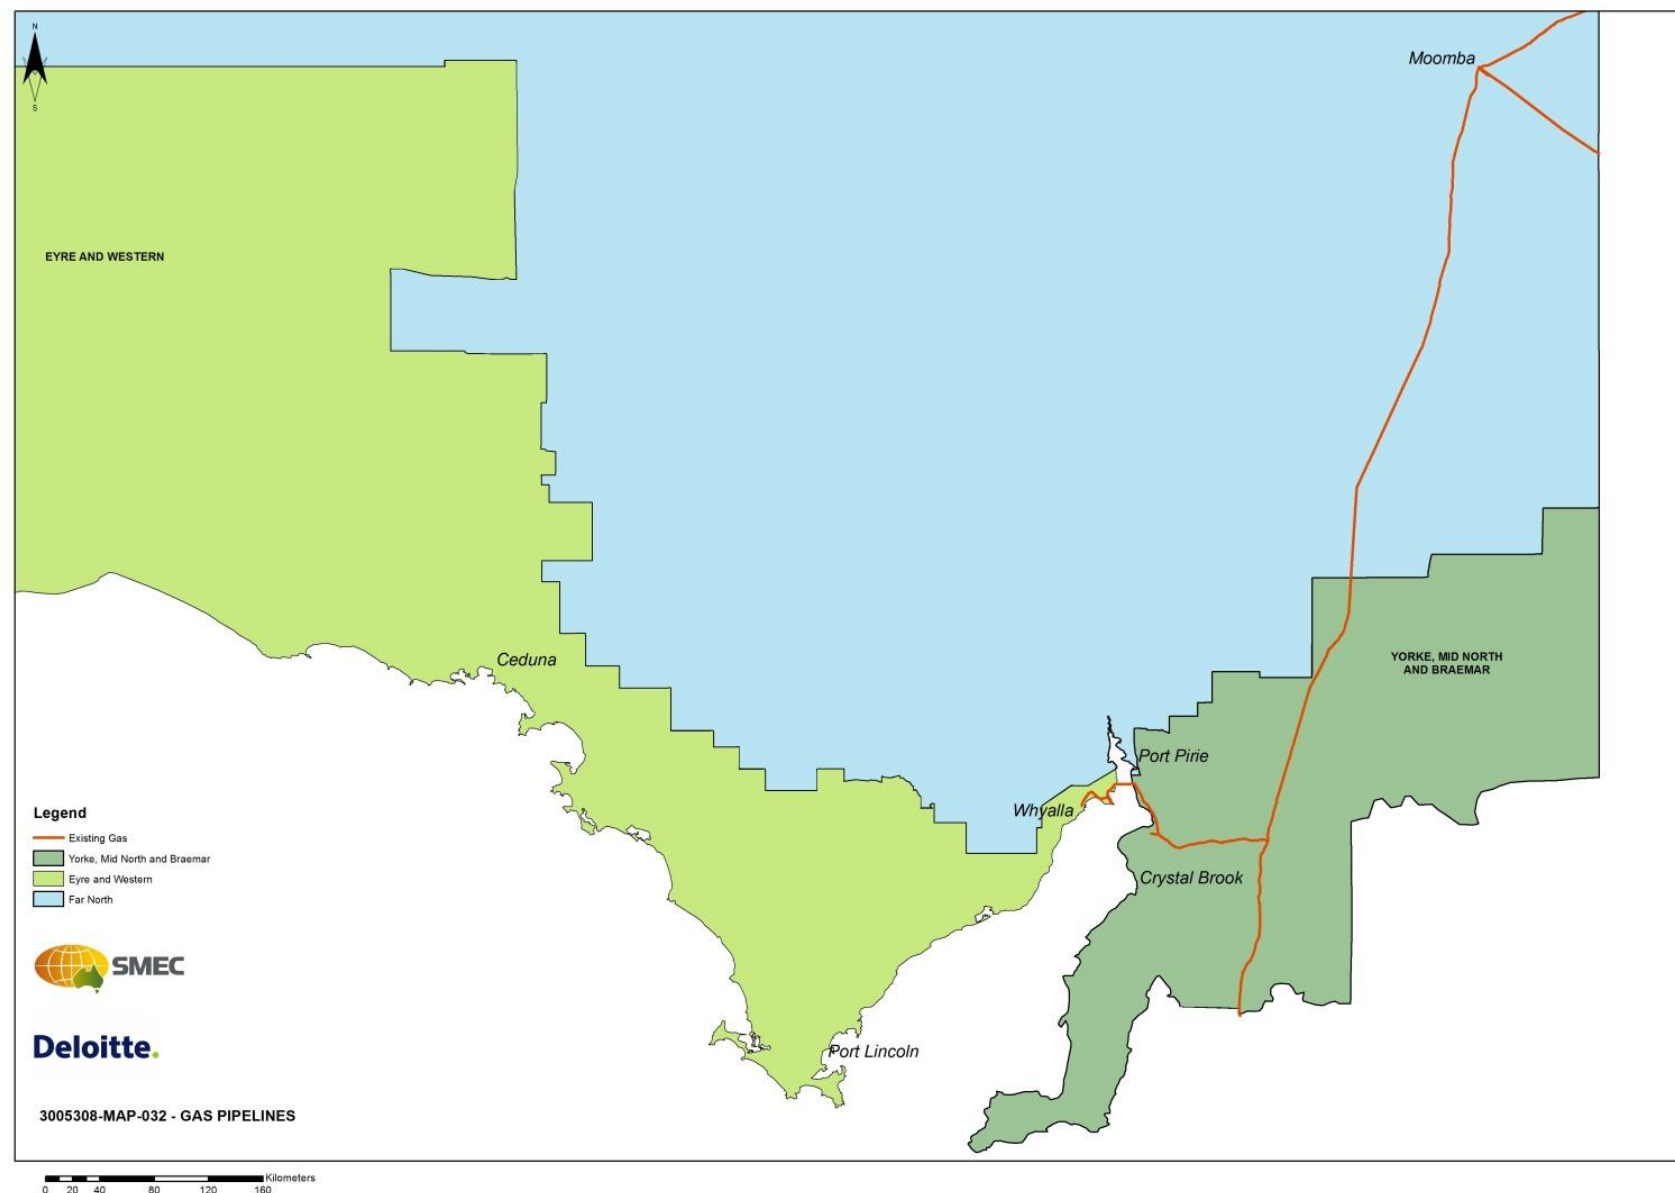 N
S
Moomba
EYRE AND WESTERN
Ceduna
YORKE, MID NORTH
AND BRAEMAR
Port Pirie
Whyalla
Crystal Brook
Port Lincoln
Legend
Existing Gas
Yorke, Mid North and Braemar
Eyre and Western
Far North
SMEC
Deloitte.
3005308-MAP-032 - GAS PIPELINES
Kilometers
0 20 40 80 120 160